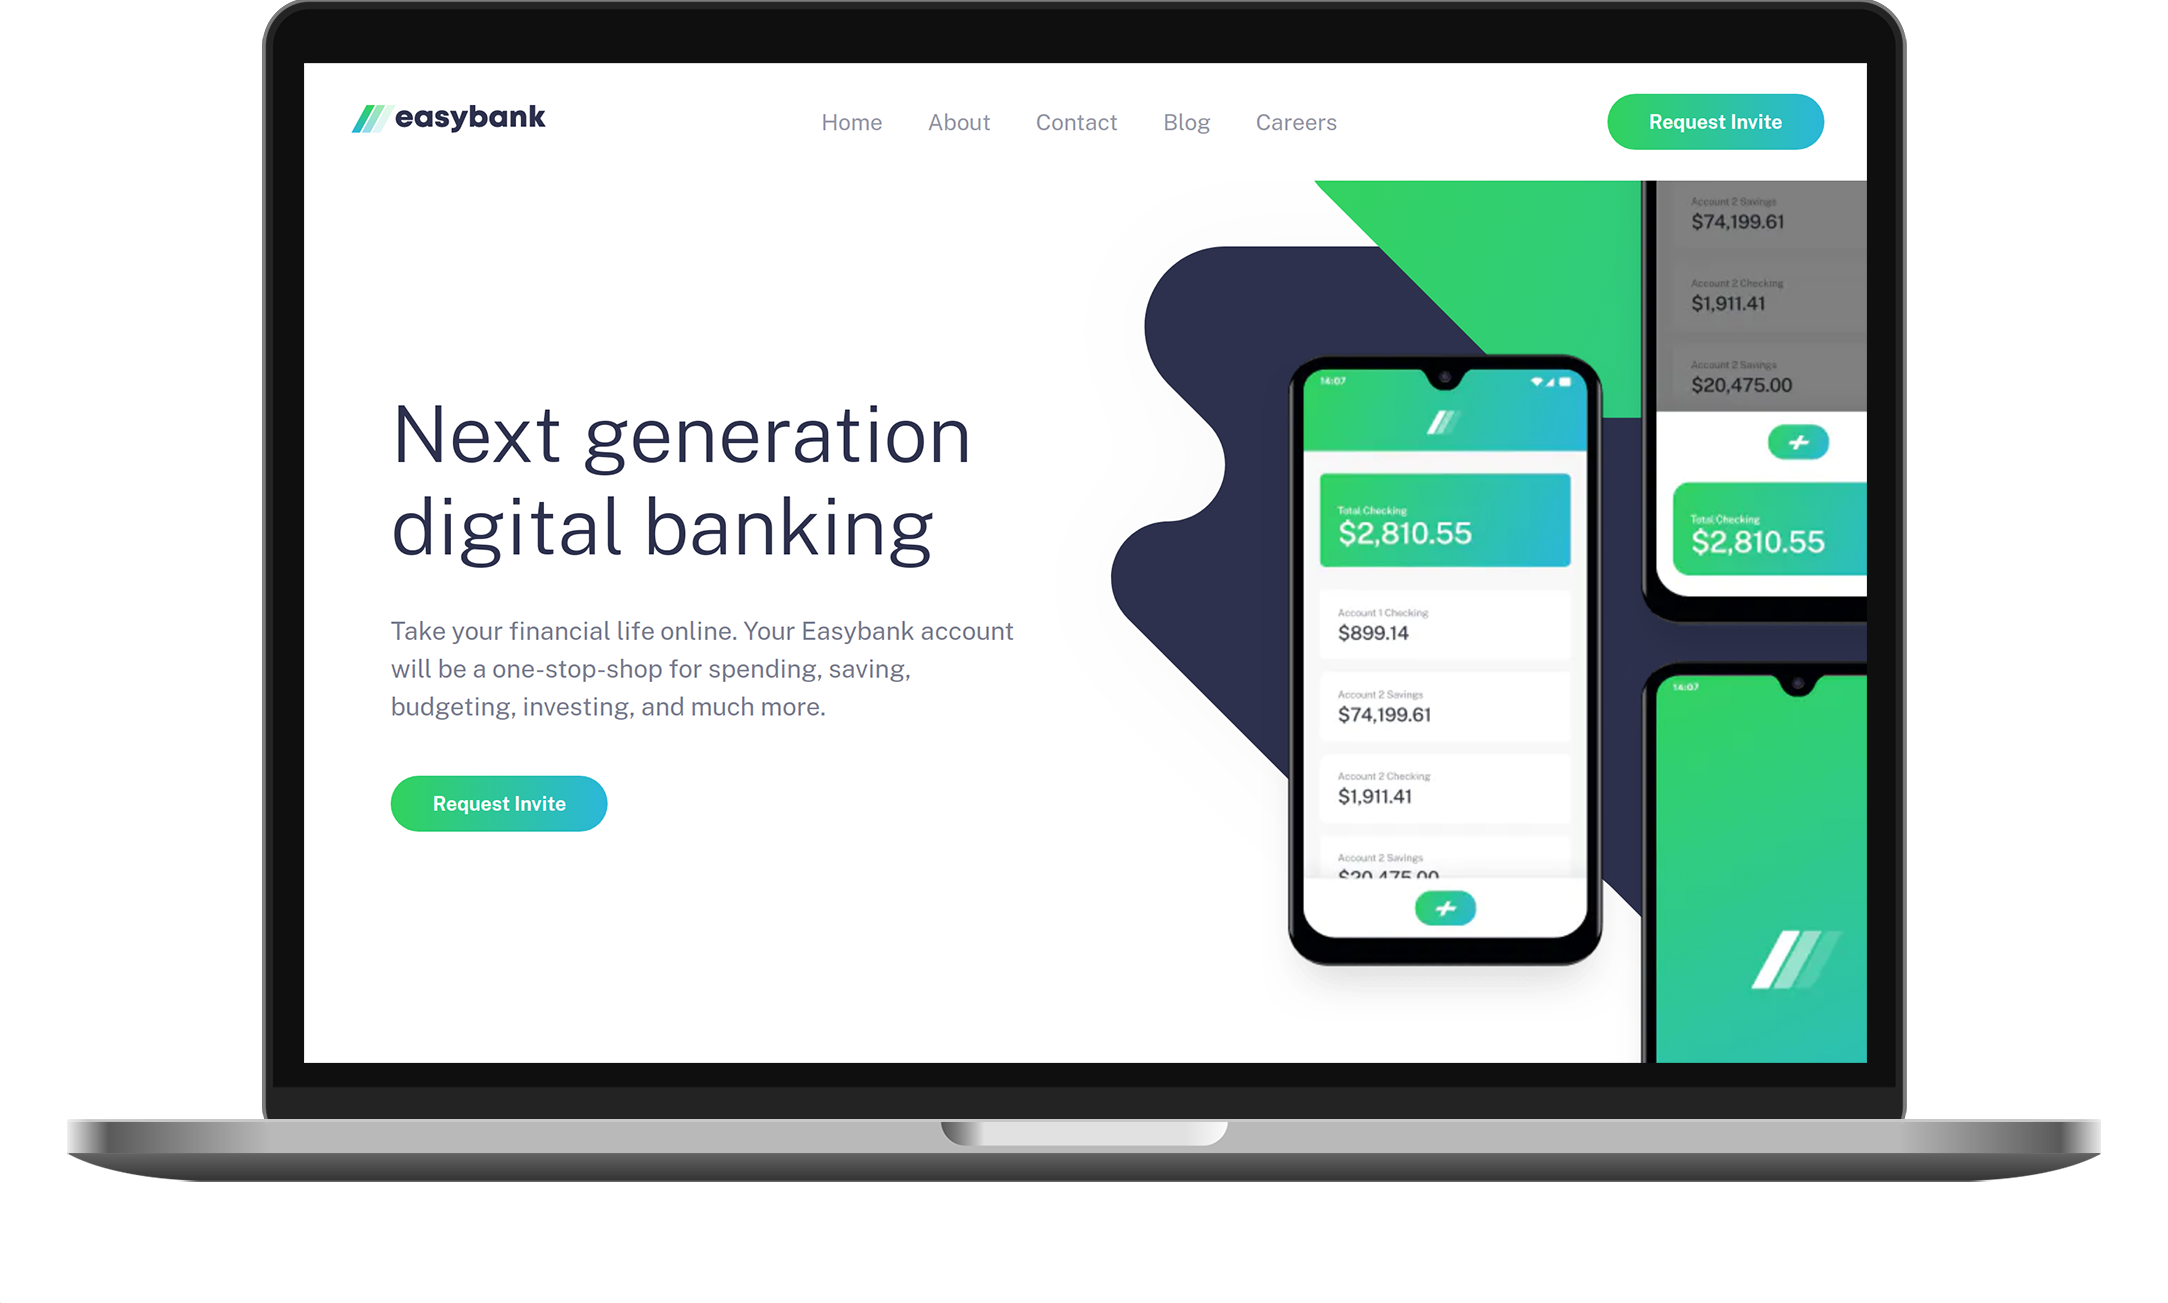 easybank
Home About Contact Blog Careers
Request Invite
Next generation
digital banking
Take your financial life online. Your Easybank account
will be a one-stop-shop for spending, saving,
budgeting, investing, and much more.
Request Invite
14:07
Total Checking
$2,810.55
Account 1 Checking
$899.14
Account 2 Savings
$74,199.61
Account 2 Checking
$1,911.41
Account 2 Savings
$20,475.00
Account 2 Savings
$74,199.61
Account 2 Checking
$1,911.41
Account 2 Savings
$20,475.00
Total Checking
$2,810.55
14:07